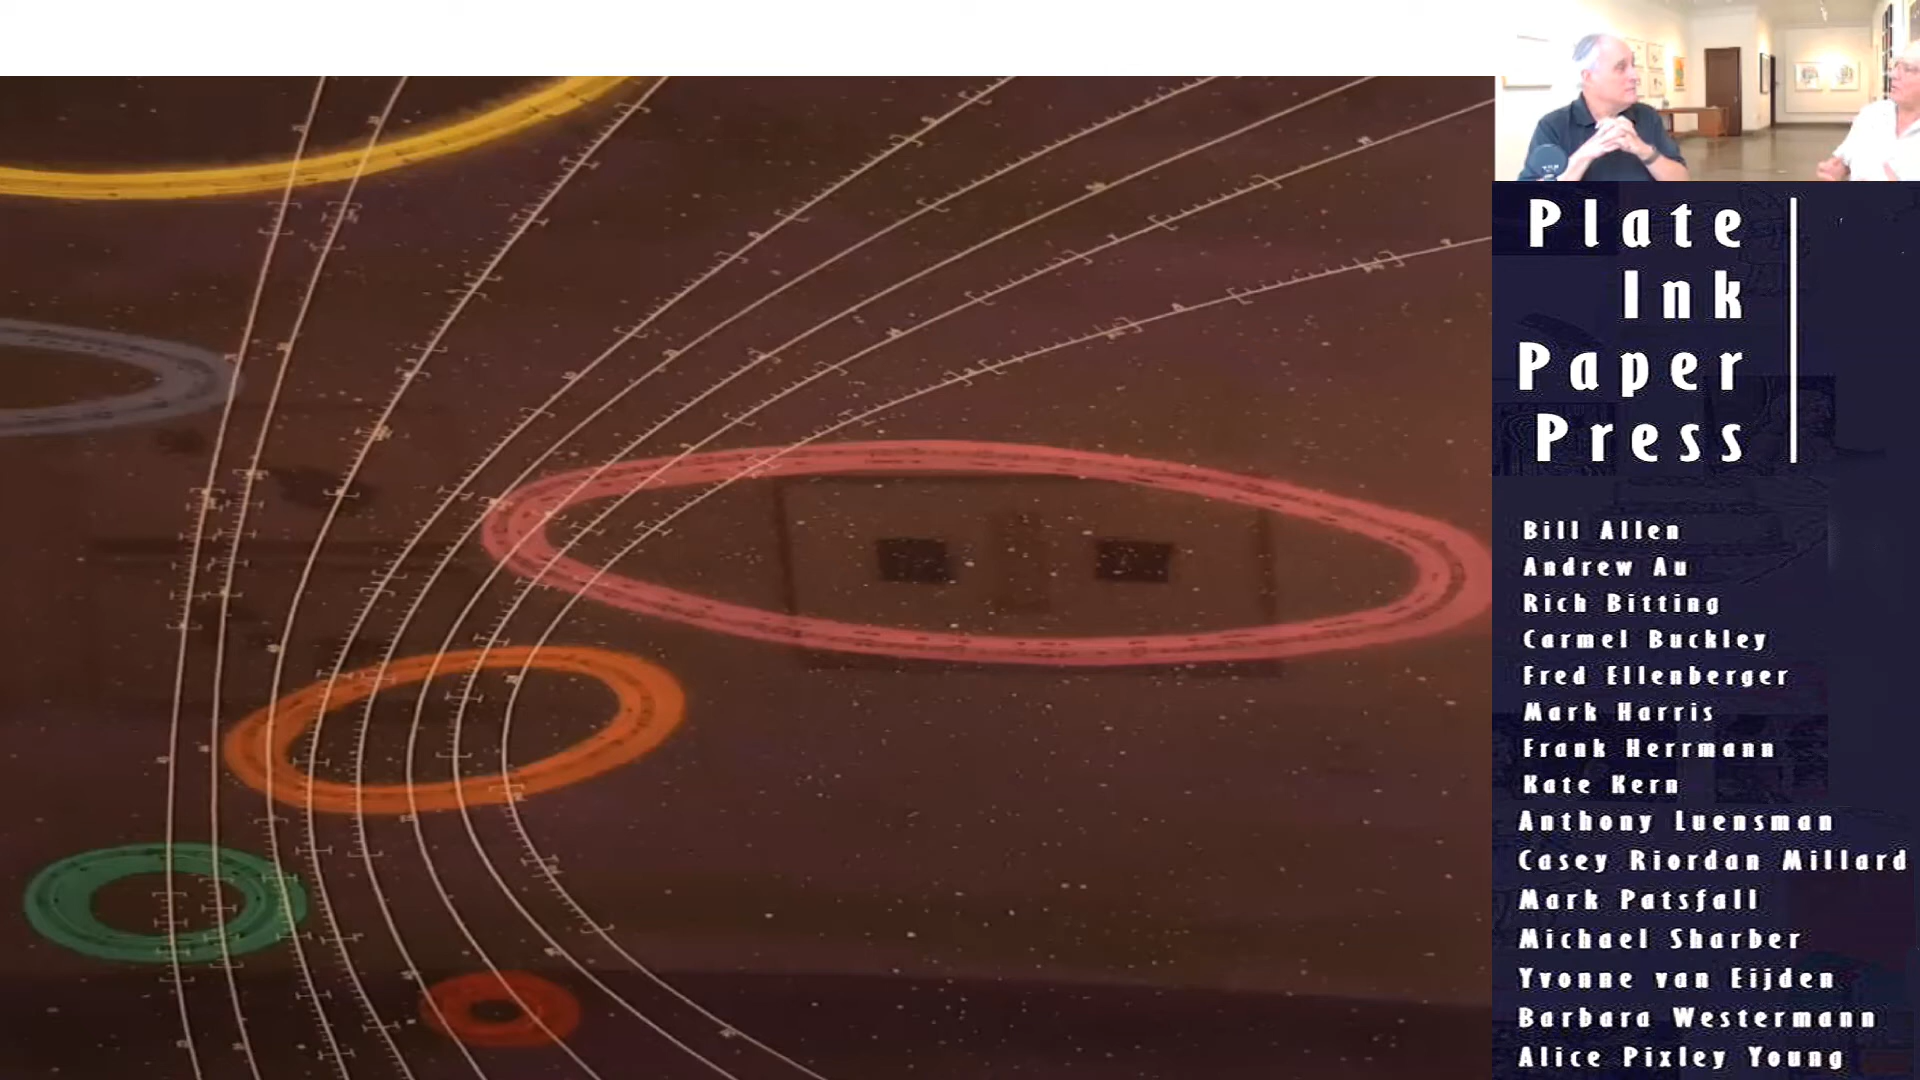 Plate
Ink
Paper
Press
Bill Allen
Andrew Au
Rich Bitting
Carmel Buckley
Fred Ellenberger
Mark Harris
Frank Herrmann
Kate Kern
Anthony Luensman
Casey Riordan Millard
Mark Patsfall
Michael Sharber
Yvonne van Eijden
Barbara Westermann
Alice Pixley Young